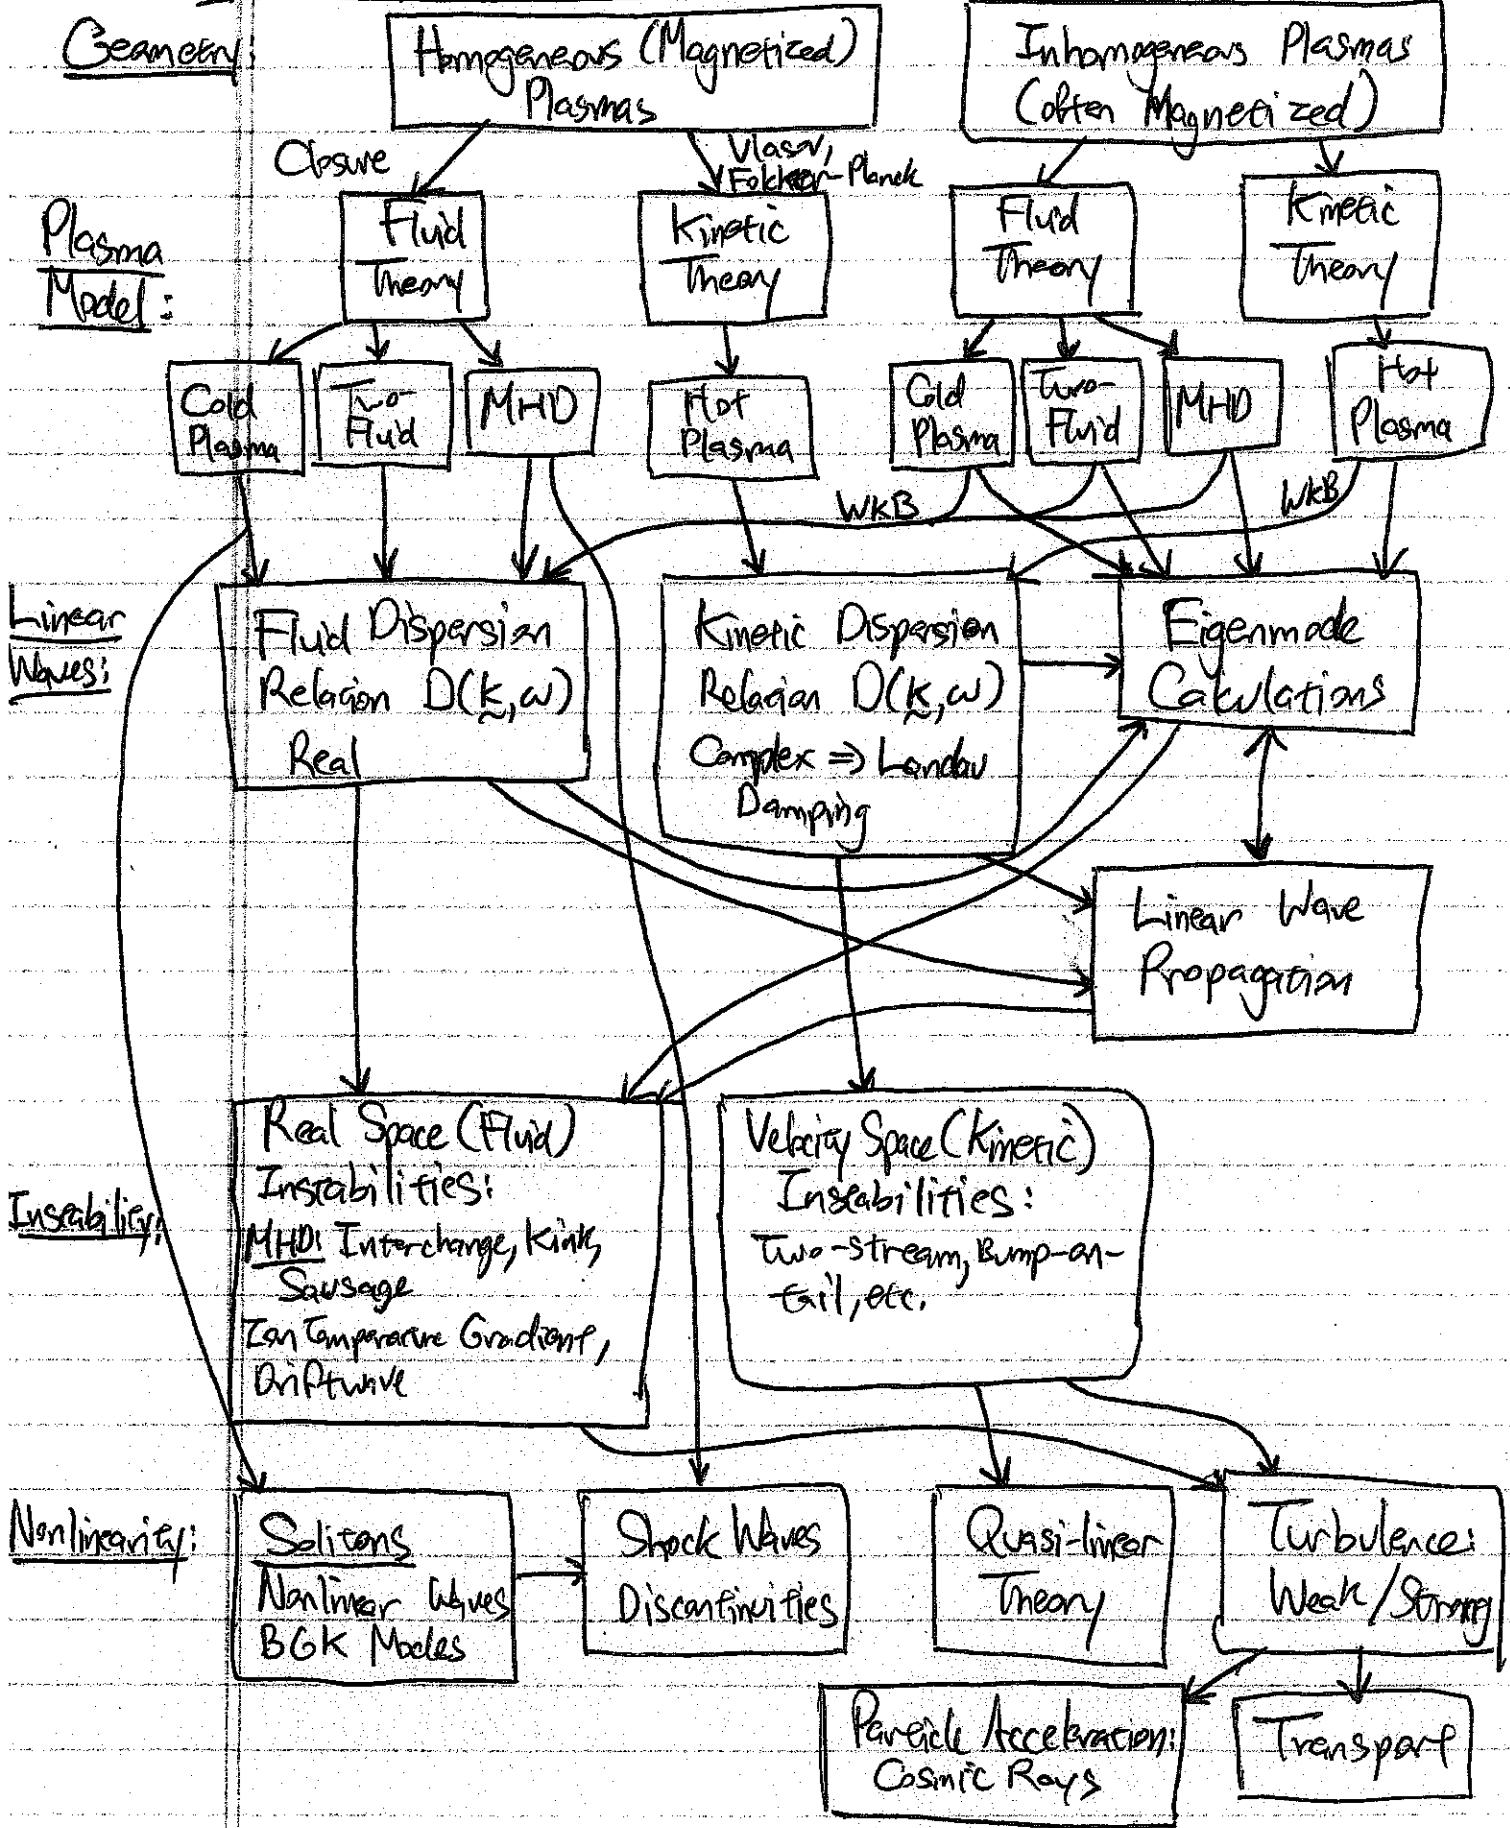 Geometry:
Homogeneous (Magnetized)
Plasmas
Inhomogeneous Plasmas
(often Magnetized)
Closure
Vlasov,
Fokker-Planck
Plasma
Model:
Fluid
Theory
Kinetic
Theory
Fluid
Theory
Kinetic
Theory
Cold
Plasma
Two-
Fluid
MHD
Hot
Plasma
Cold
Plasma
Two-
Fluid
MHD
Hot
Plasma
WKB
WKB
Linear
Waves:
Fluid Dispersion
Relation D(k,ω)
Real
Kinetic Dispersion
Relation D(k,ω)
Complex ⇒ Landau
Damping
Eigenmode
Calculations
Linear Wave
Propagation
Instability:
Real Space (Fluid)
Instabilities:
MHD: Interchange, Kink,
Sausage
Ion Temperature Gradient,
Driftwave
Velocity Space (Kinetic)
Instabilities:
Two-stream, Bump-on-
tail, etc.
Nonlinearity:
Solitons
Nonlinear Waves
BGK Modes
Shock Waves
Discontinuities
Quasi-linear
Theory
Turbulence:
Weak/Strong
Particle Acceleration:
Cosmic Rays
Transport